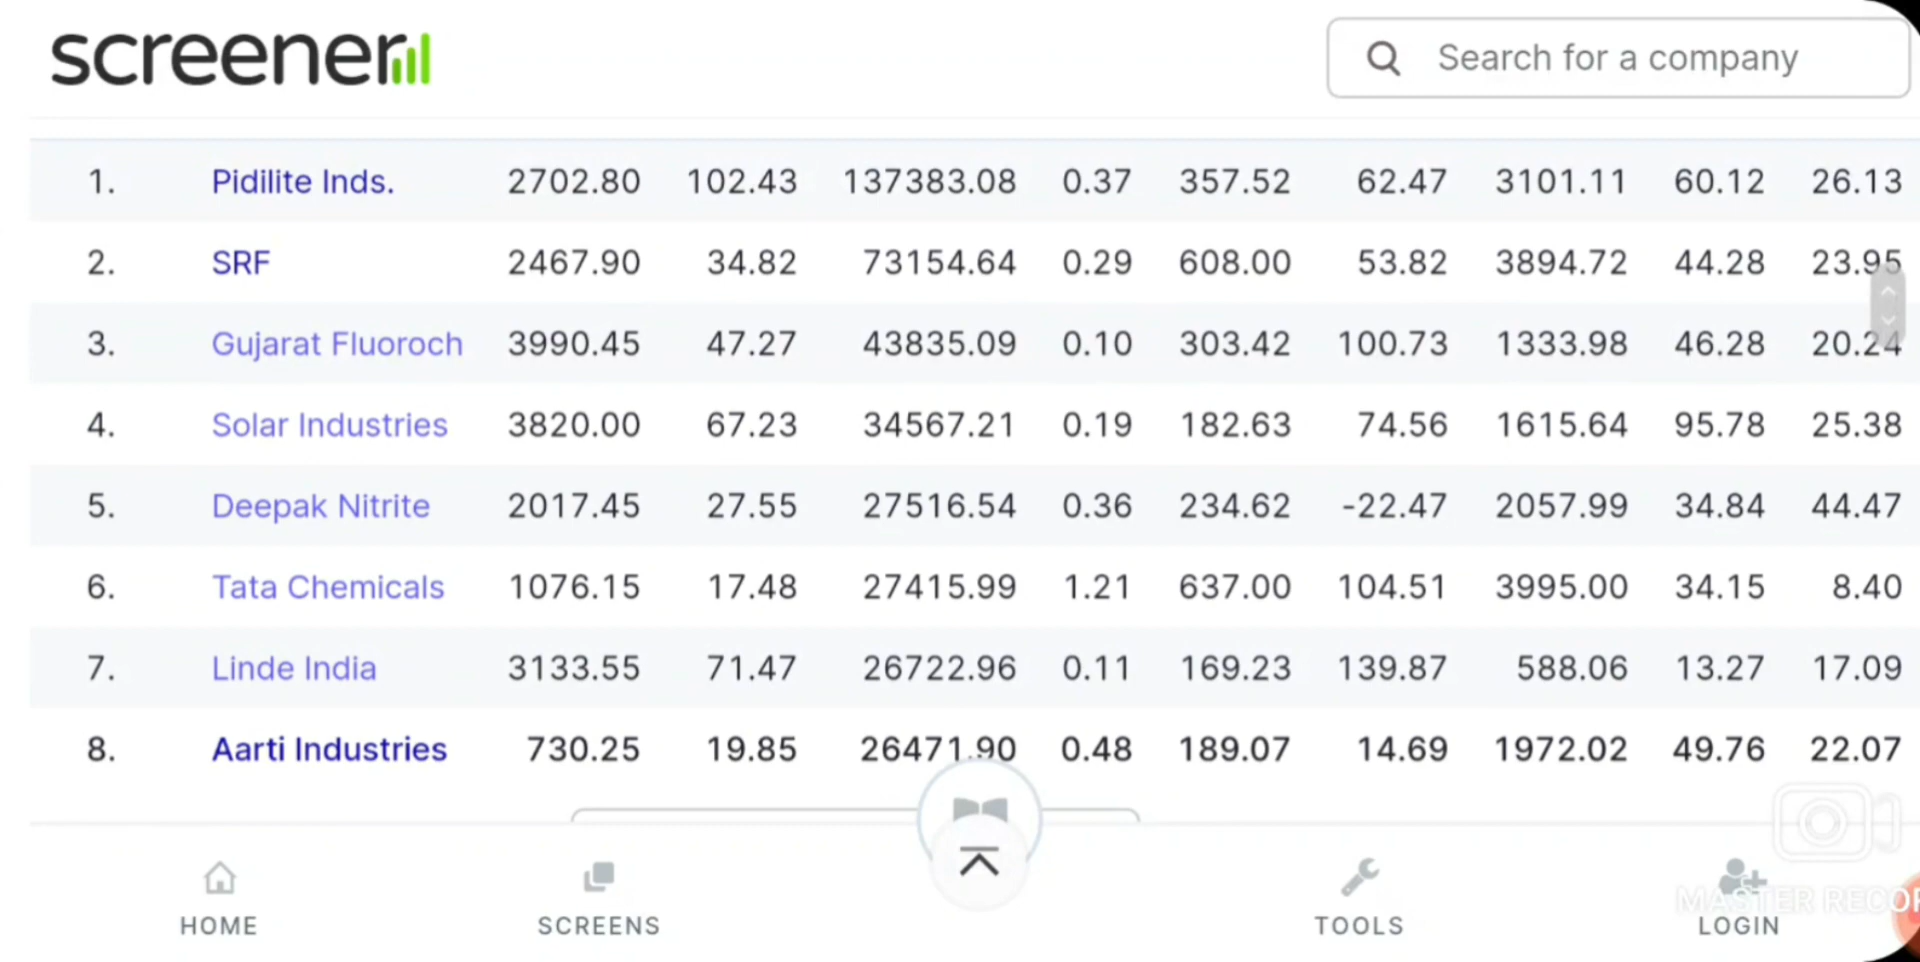 screener
Search for a company
1. Pidilite Inds. 2702.80 102.43 137383.08 0.37 357.52 62.47 3101.11 60.12 26.13
2. SRF 2467.90 34.82 73154.64 0.29 608.00 53.82 3894.72 44.28 23.95
3. Gujarat Fluoroch 3990.45 47.27 43835.09 0.10 303.42 100.73 1333.98 46.28 20.24
4. Solar Industries 3820.00 67.23 34567.21 0.19 182.63 74.56 1615.64 95.78 25.38
5. Deepak Nitrite 2017.45 27.55 27516.54 0.36 234.62 -22.47 2057.99 34.84 44.47
6. Tata Chemicals 1076.15 17.48 27415.99 1.21 637.00 104.51 3995.00 34.15 8.40
7. Linde India 3133.55 71.47 26722.96 0.11 169.23 139.87 588.06 13.27 17.09
8. Aarti Industries 730.25 19.85 26471.90 0.48 189.07 14.69 1972.02 49.76 22.07
MASTER RECOR
HOME SCREENS TOOLS LOGIN